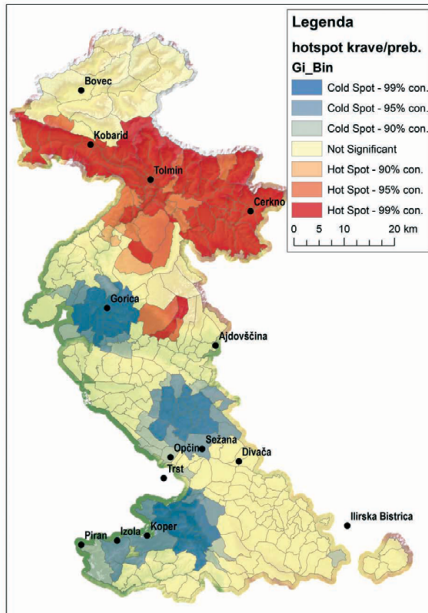 Legenda
hotspot krave/preb.
Gi_Bin
Cold Spot - 99% con.
Cold Spot - 95% con.
Cold Spot - 90% con.
Not Significant
Hot Spot - 90% con.
Hot Spot - 95% con.
Hot Spot - 99% con.
0 10 20 km
Bovec
Kobarid
Tolmin
Cerkno
Gorica
Ajdovščina
Opčin
Sežana
Divača
Trst
Ilirska Bistrica
Piran
Izola
Koper